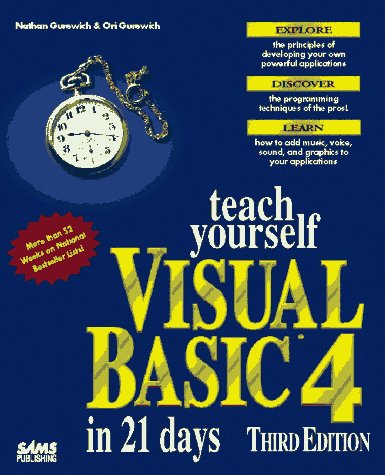 Nathan Gurewich & Ori Gurewich
EXPLORE
the principles of
developing your own
powerful applications
DISCOVER
the programming
techniques of the pros!
LEARN
how to add music, voice,
sound, and graphics to
your applications
More than 52
Weeks on National
Bestseller Lists!
teach
yourself
VISUAL
BASIC 4
in 21 days THIRD EDITION
SAMS
PUBLISHING